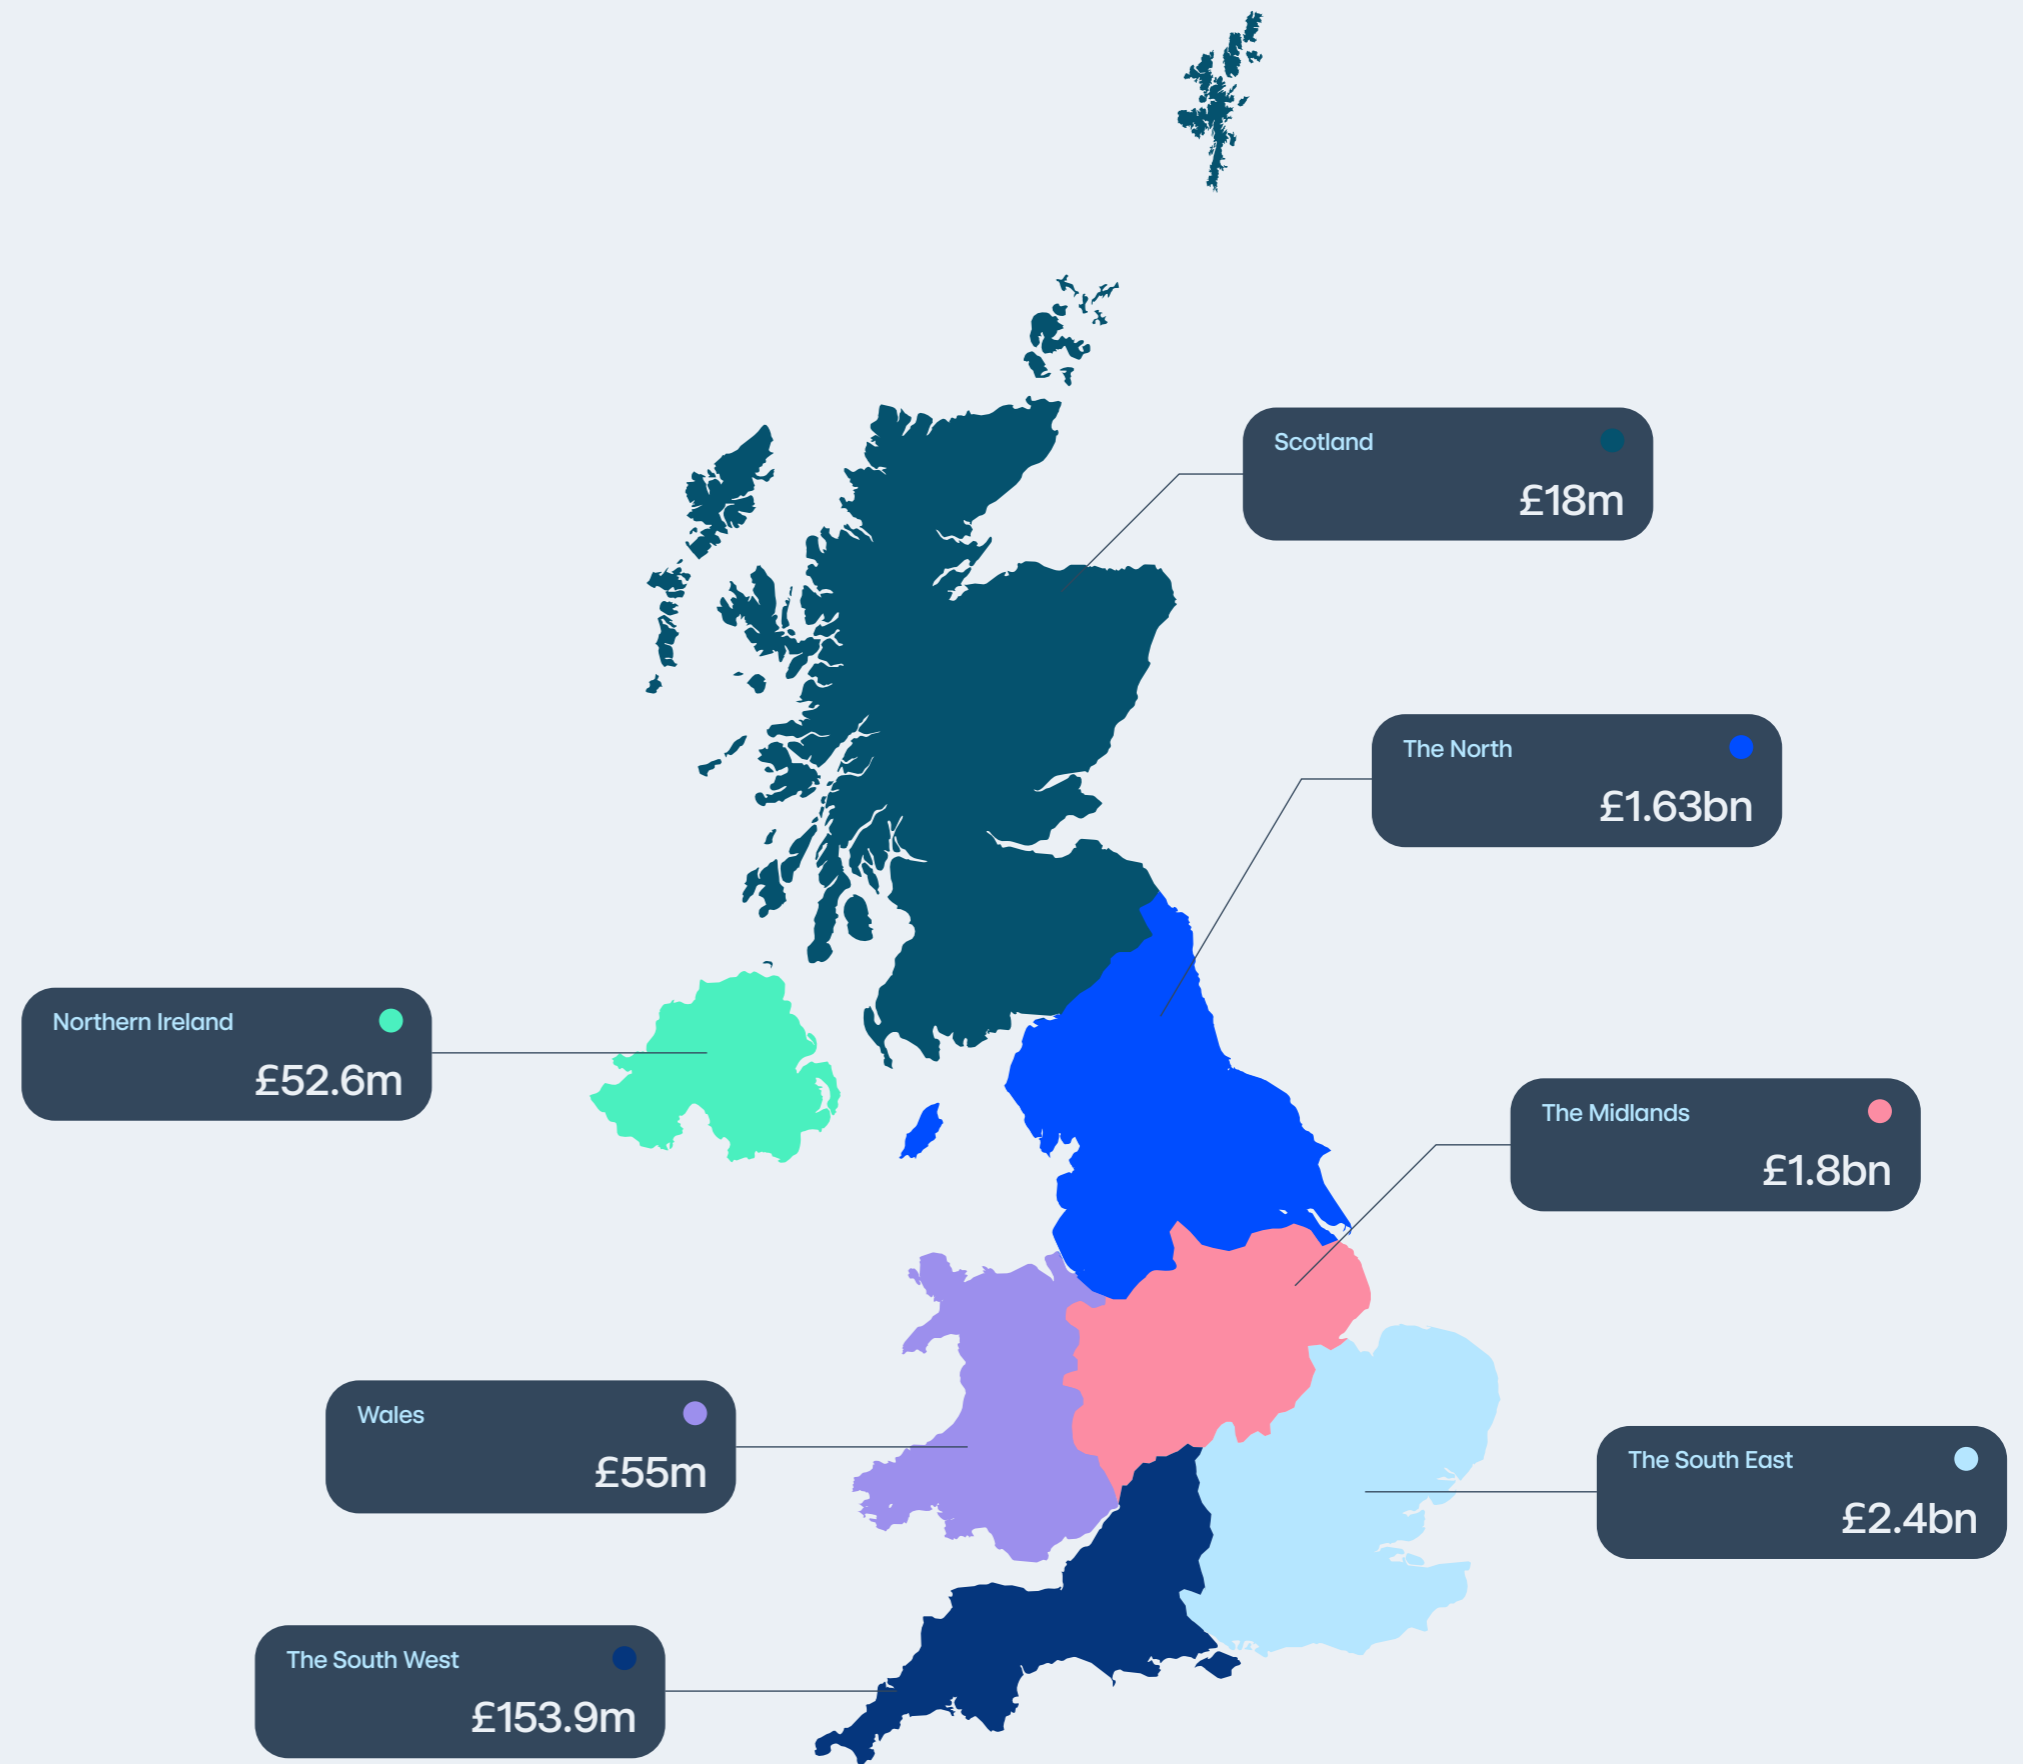 Scotland
£18m
The North
£1.63bn
Northern Ireland
£52.6m
The Midlands
£1.8bn
Wales
£55m
The South East
£2.4bn
The South West
£153.9m